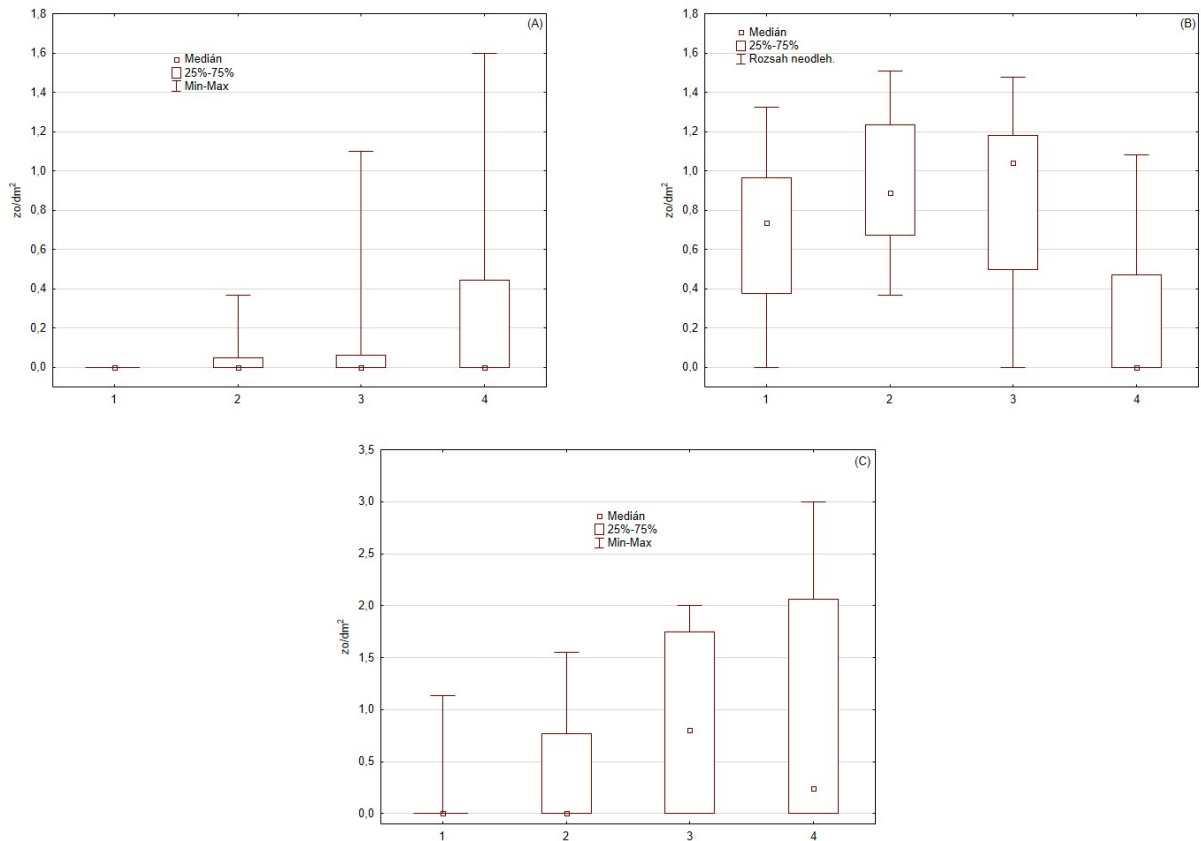 (A)
1,8
1,6
1,4
1,2
1,0
0,8
0,6
0,4
0,2
0,0
zo/dm²
Medián
25%-75%
Min-Max
1 2 3 4
(B)
1,8
1,6
1,4
1,2
1,0
0,8
0,6
0,4
0,2
0,0
zo/dm²
Medián
25%-75%
Rozsah neodleh.
1 2 3 4
(C)
3,5
3,0
2,5
2,0
1,5
1,0
0,5
0,0
zo/dm²
Medián
25%-75%
Min-Max
1 2 3 4